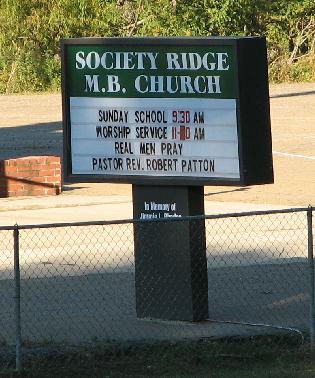 SOCIETY RIDGE
M.B. CHURCH
SUNDAY SCHOOL 9:30 AM
WORSHIP SERVICE 11:00 AM
REAL MEN PRAY
PASTOR REV. ROBERT PATTON
In Memory of